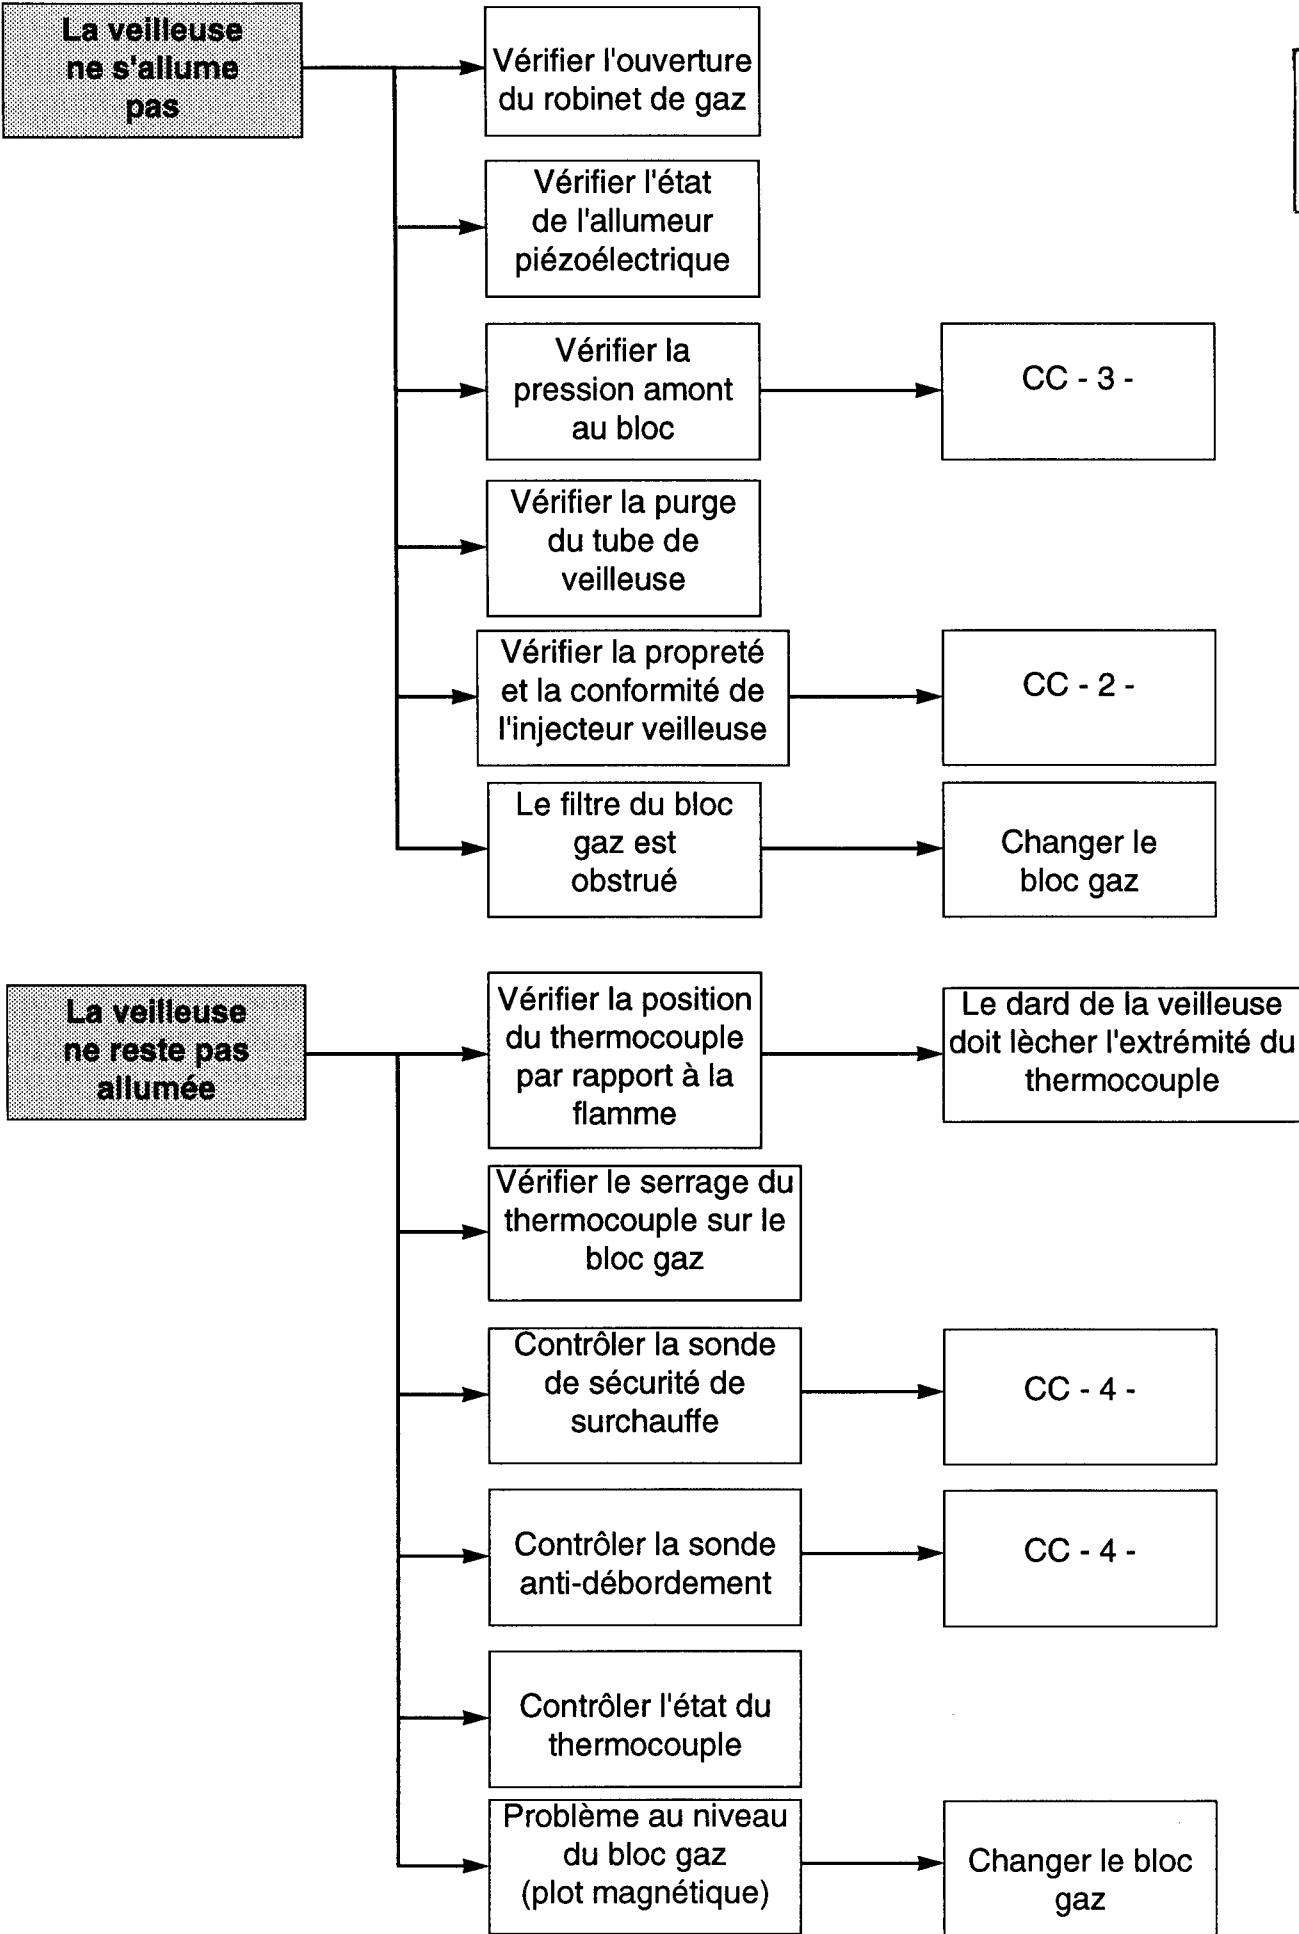 La veilleuse
ne s'allume
pas
Vérifier l'ouverture
du robinet de gaz
Vérifier l'état
de l'allumeur
piézoélectrique
Vérifier la
pression amont
au bloc
CC - 3 -
Vérifier la purge
du tube de
veilleuse
Vérifier la propreté
et la conformité de
l'injecteur veilleuse
CC - 2 -
Le filtre du bloc
gaz est
obstrué
Changer le
bloc gaz
La veilleuse
ne reste pas
allumée
Vérifier la position
du thermocouple
par rapport à la
flamme
Le dard de la veilleuse
doit lècher l'extrémité du
thermocouple
Vérifier le serrage du
thermocouple sur le
bloc gaz
Contrôler la sonde
de sécurité de
surchauffe
CC - 4 -
Contrôler la sonde
anti-débordement
CC - 4 -
Contrôler l'état du
thermocouple
Problème au niveau
du bloc gaz
(plot magnétique)
Changer le bloc
gaz